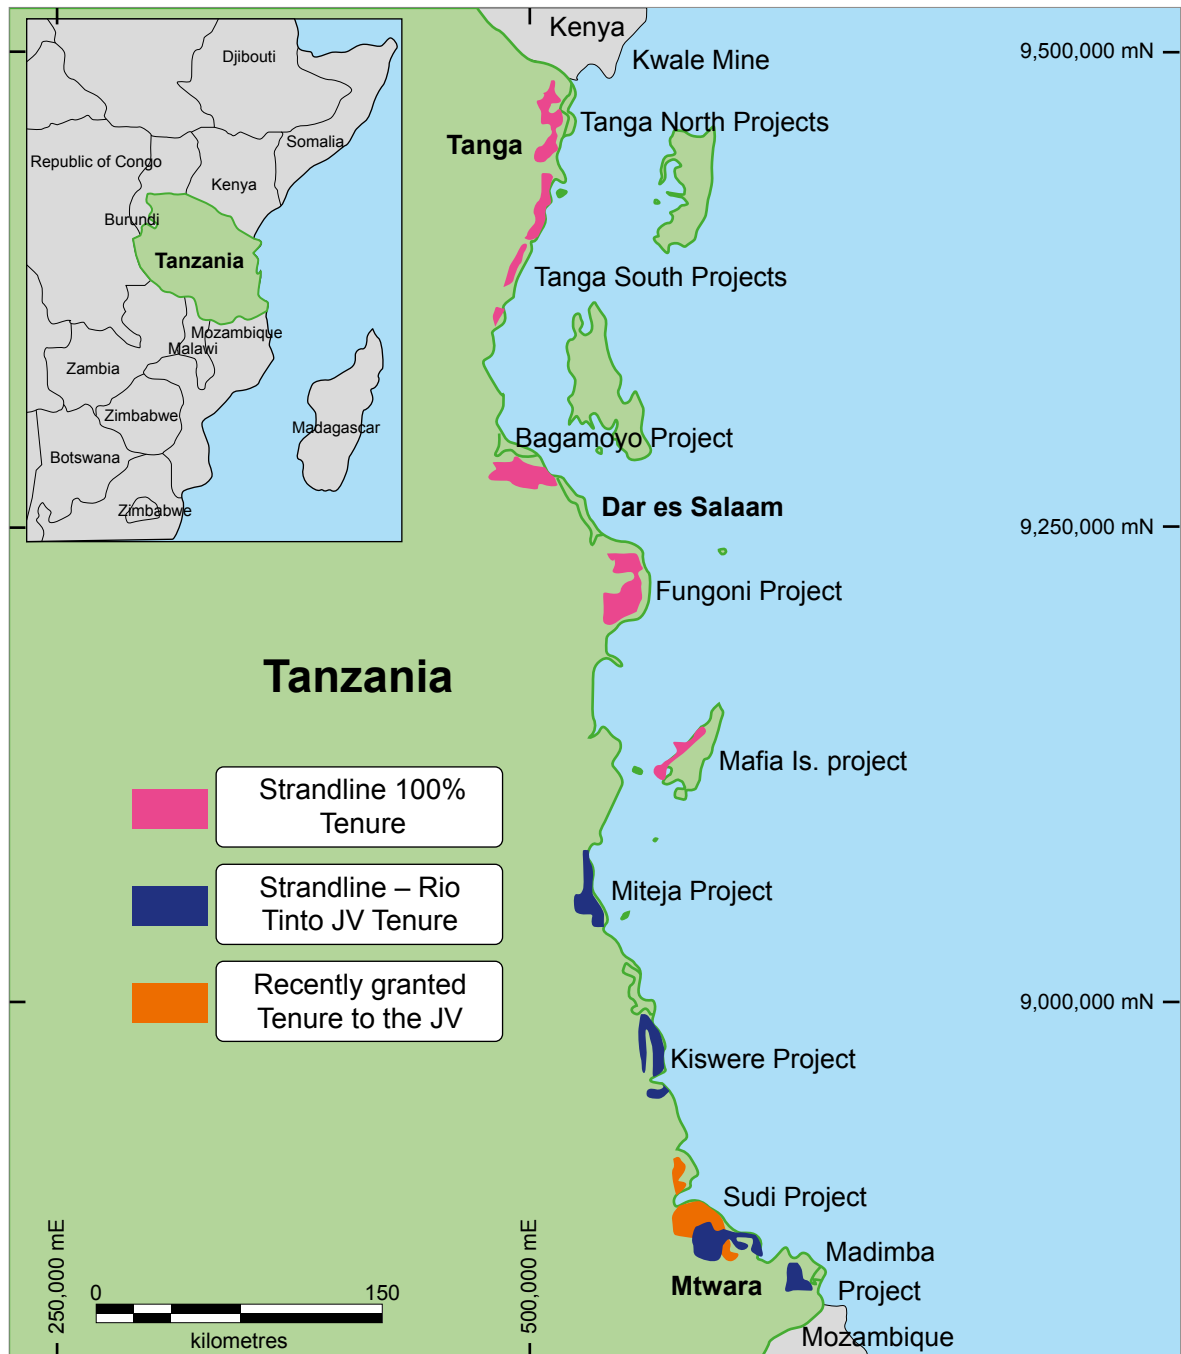 Kenya
9,500,000 mN
Kwale Mine
Djibouti
Tanga North Projects
Somalia
Tanga
Republic of Congo
Kenya
Burundi
Tanzania
Tanga South Projects
Mozambique
Malawi
Zambia
Zimbabwe
Madagascar
Bagamoyo Project
Botswana
Zimbabwe
Dar es Salaam
9,250,000 mN
Fungoni Project
Tanzania
Mafia Is. project
Strandline 100%
Tenure
Strandline – Rio
Tinto JV Tenure
Miteja Project
Recently granted
Tenure to the JV
9,000,000 mN
Kiswere Project
Sudi Project
250,000 mE
500,000 mE
Madimba
Project
Mtwara
0 150
kilometres
Mozambique